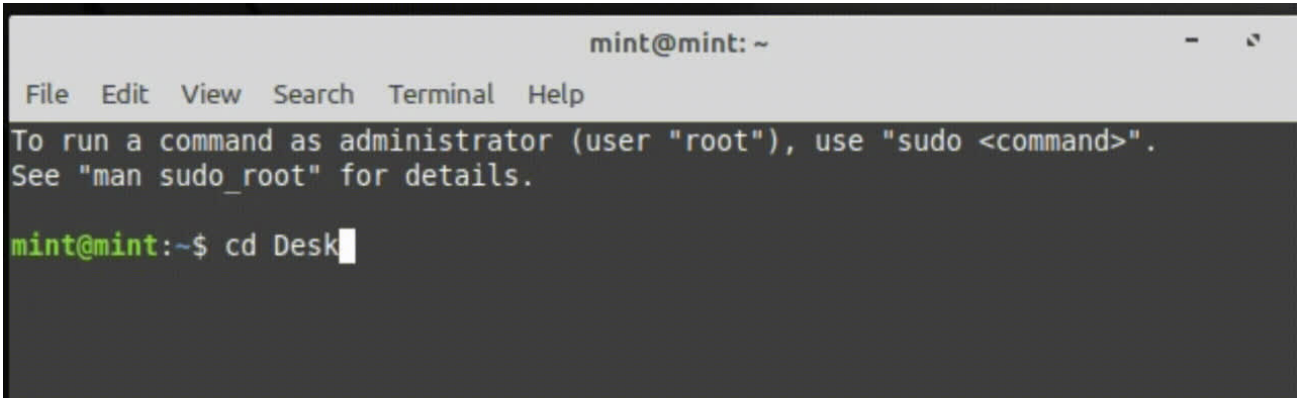 mint@mint: ~
File Edit View Search Terminal Help
To run a command as administrator (user "root"), use "sudo <command>".
See "man sudo_root" for details.
mint@mint:~$ cd Desk